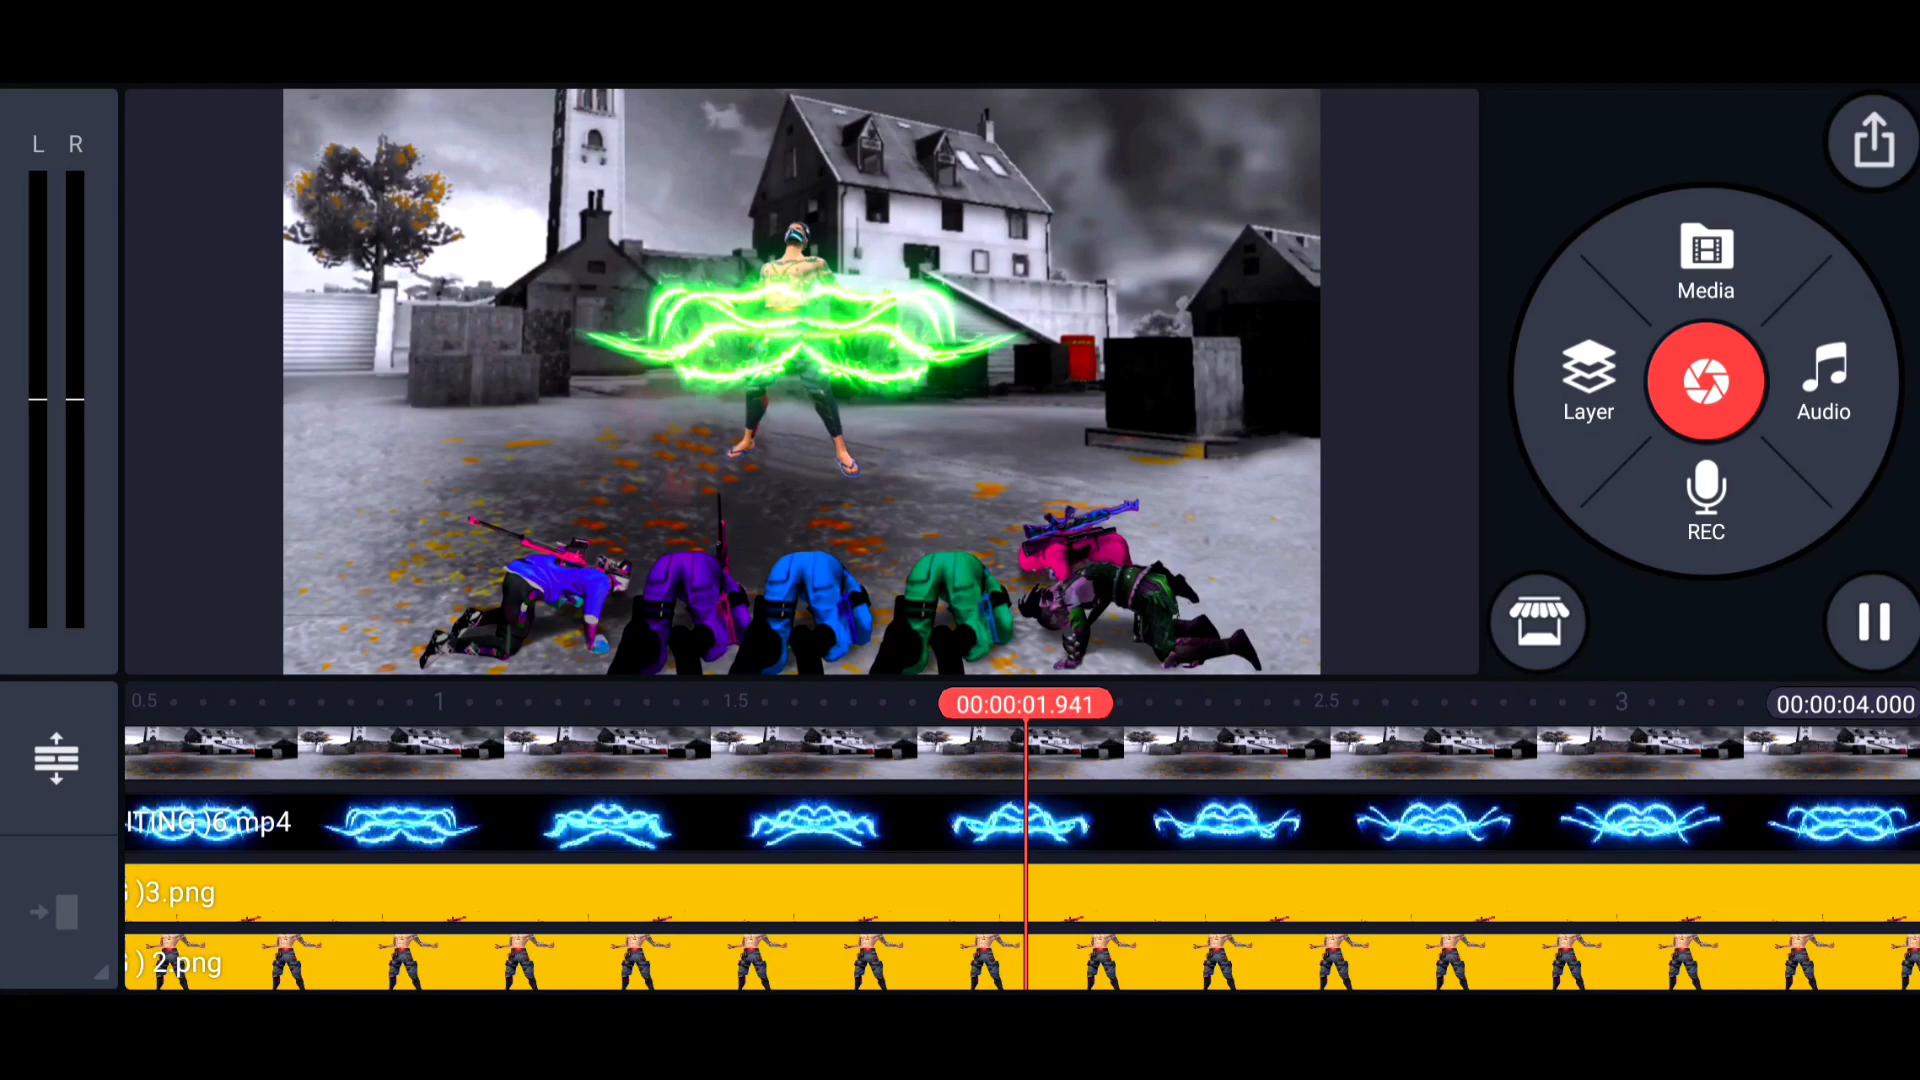 L R
Media
Layer
Audio
REC
0.5 1 1.5 00:00:01.941 2.5 3 00:00:04.000
ITING )6.mp4
)3.png
) 2.png